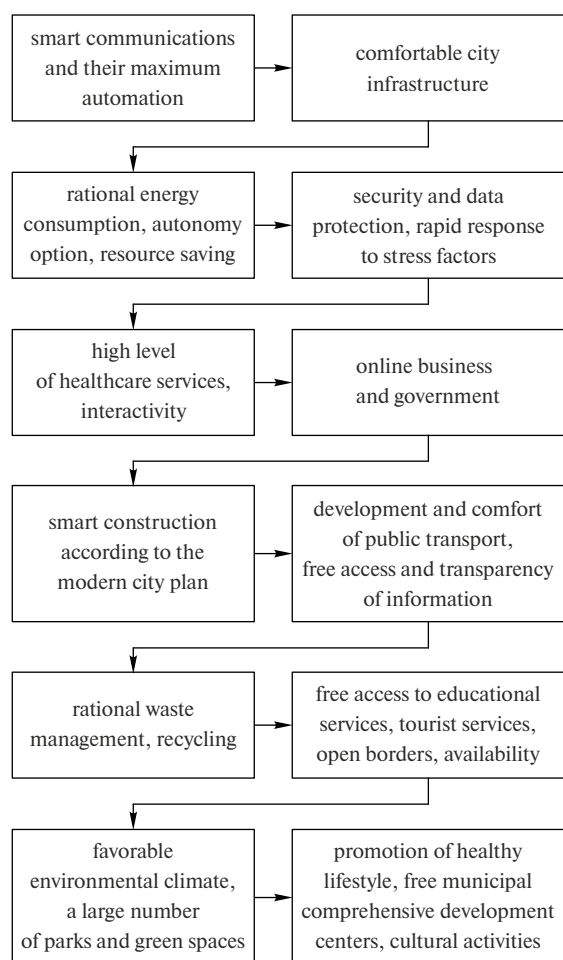 smart communications
and their maximum
automation
comfortable city
infrastructure
rational energy
consumption, autonomy
option, resource saving
security and data
protection, rapid response
to stress factors
high level
of healthcare services,
interactivity
online business
and government
smart construction
according to the
modern city plan
development and comfort
of public transport,
free access and transparency
of information
rational waste
management, recycling
free access to educational
services, tourist services,
open borders, availability
favorable
environmental climate,
a large number
of parks and green spaces
promotion of healthy
lifestyle, free municipal
comprehensive development
centers, cultural activities